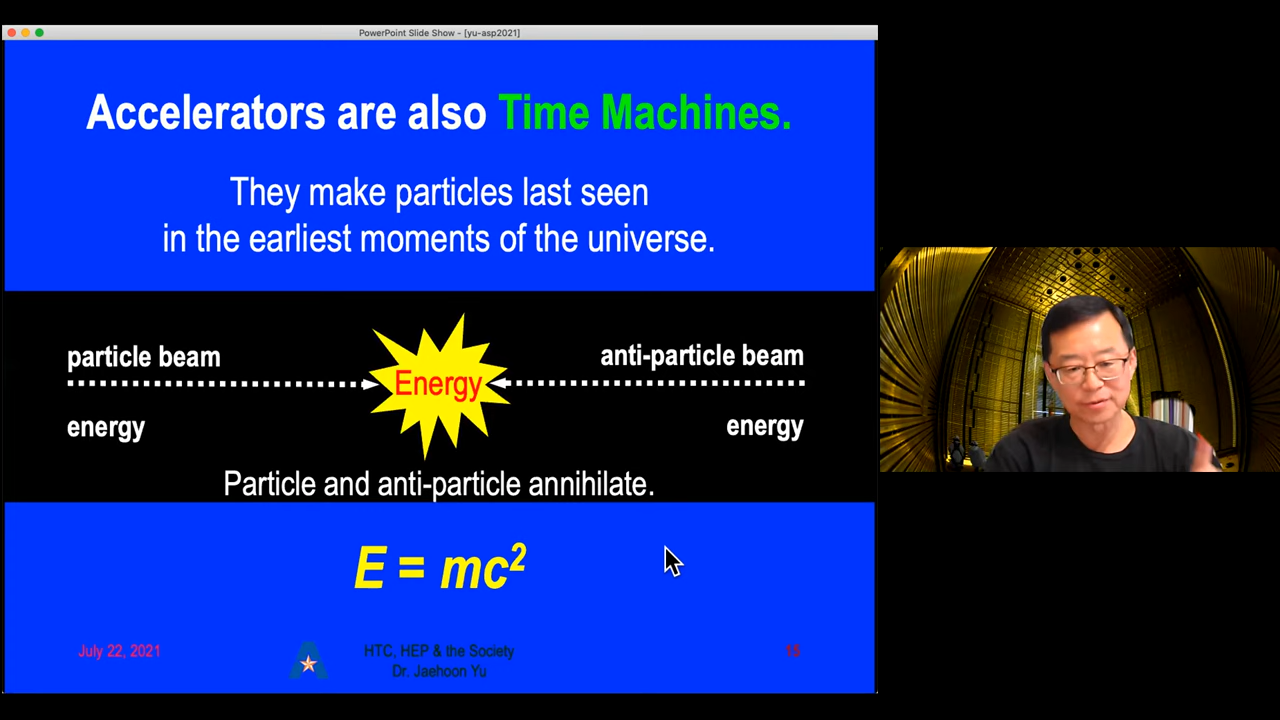 PowerPoint Slide Show - [yu-asp2021]
Accelerators are also Time Machines.
They make particles last seen
in the earliest moments of the universe.
particle beam
anti-particle beam
Energy
energy
energy
Particle and anti-particle annihilate.
E = mc²
July 22, 2021
HTC, HEP & the Society
Dr. Jaehoon Yu
15